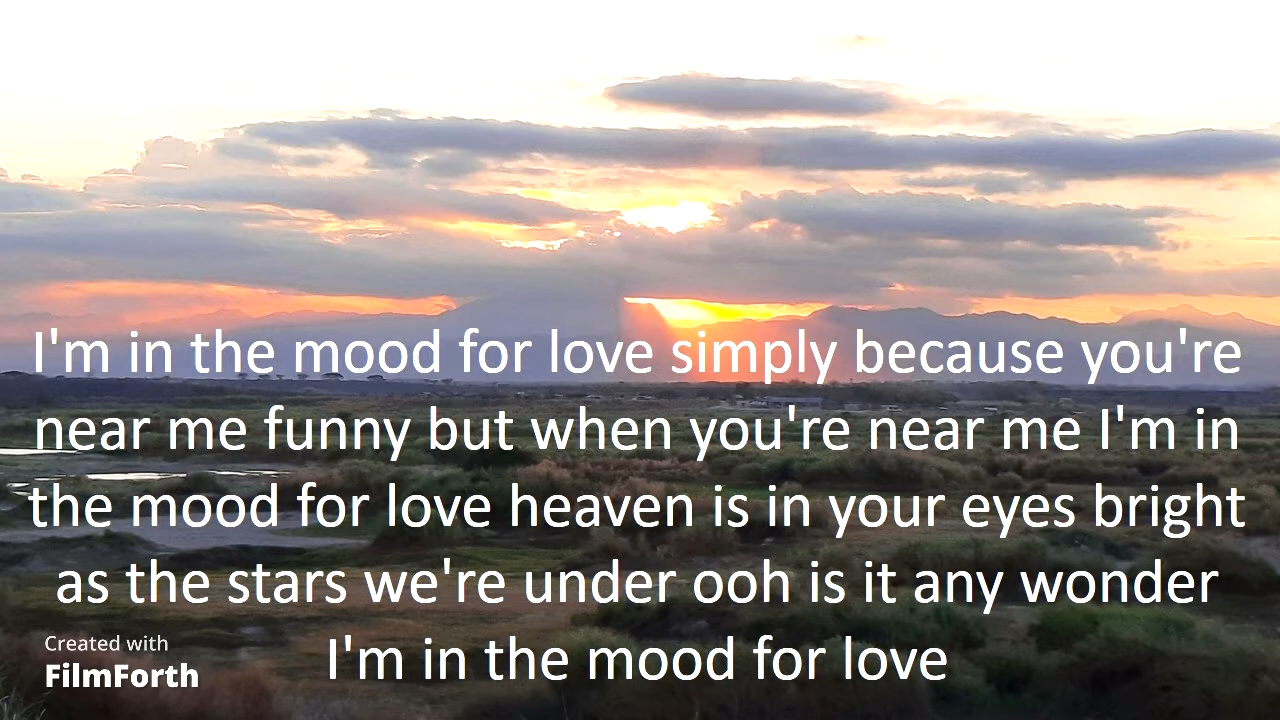 I'm in the mood for love simply because you're
near me funny but when you're near me I'm in
the mood for love heaven is in your eyes bright
as the stars we're under ooh is it any wonder
I'm in the mood for love
Created with
FilmForth